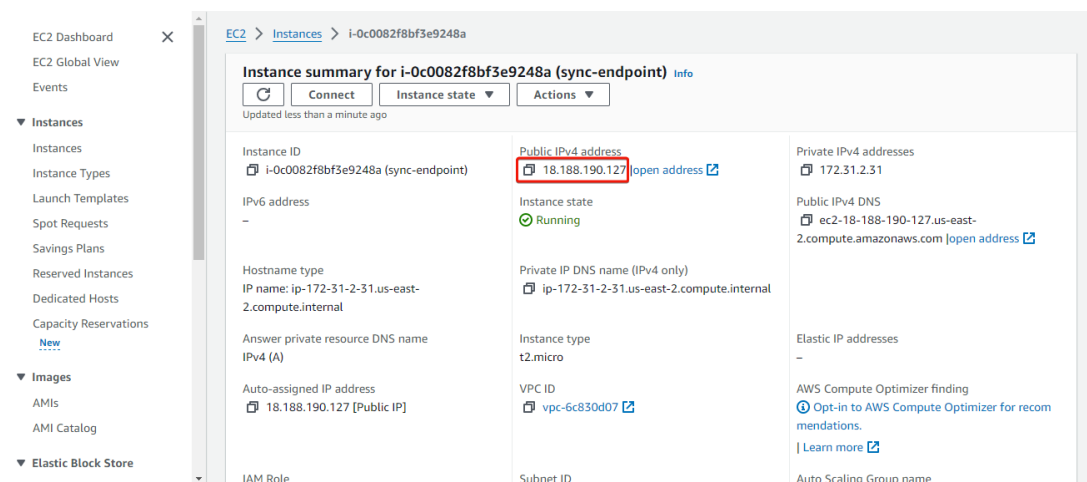 EC2 Dashboard
EC2 Global View
Events
Instances
Instances
Instance Types
Launch Templates
Spot Requests
Savings Plans
Reserved Instances
Dedicated Hosts
Capacity Reservations
New
Images
AMIs
AMI Catalog
Elastic Block Store
EC2 > Instances > i-0c0082f8bf3e9248a
Instance summary for i-0c0082f8bf3e9248a (sync-endpoint) Info
Connect Instance state Actions
Updated less than a minute ago
Instance ID
i-0c0082f8bf3e9248a (sync-endpoint)
Public IPv4 address
18.188.190.127 |open address
Private IPv4 addresses
172.31.2.31
IPv6 address
–
Instance state
Running
Public IPv4 DNS
ec2-18-188-190-127.us-east-
2.compute.amazonaws.com |open address
Hostname type
IP name: ip-172-31-2-31.us-east-
2.compute.internal
Private IP DNS name (IPv4 only)
ip-172-31-2-31.us-east-2.compute.internal
Answer private resource DNS name
IPv4 (A)
Instance type
t2.micro
Elastic IP addresses
–
Auto-assigned IP address
18.188.190.127 [Public IP]
VPC ID
vpc-6c830d07
AWS Compute Optimizer finding
Opt-in to AWS Compute Optimizer for recom
mendations.
| Learn more
IAM Role
Subnet ID
Auto Scaling Group name